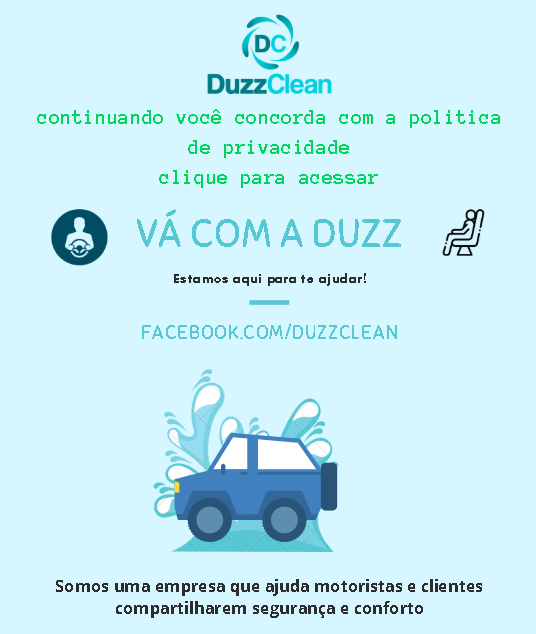 DC
DuzzClean
continuando você concorda com a politica
de privacidade
clique para acessar
VÁ COM A DUZZ
Estamos aqui para te ajudar!
FACEBOOK.COM/DUZZCLEAN
Somos uma empresa que ajuda motoristas e clientes
compartilharem segurança e conforto